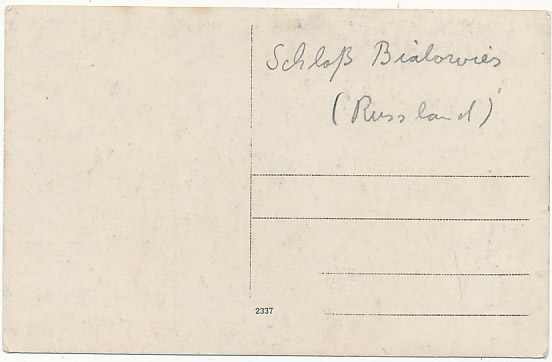 Schloß Bialowies
(Russland)
2337